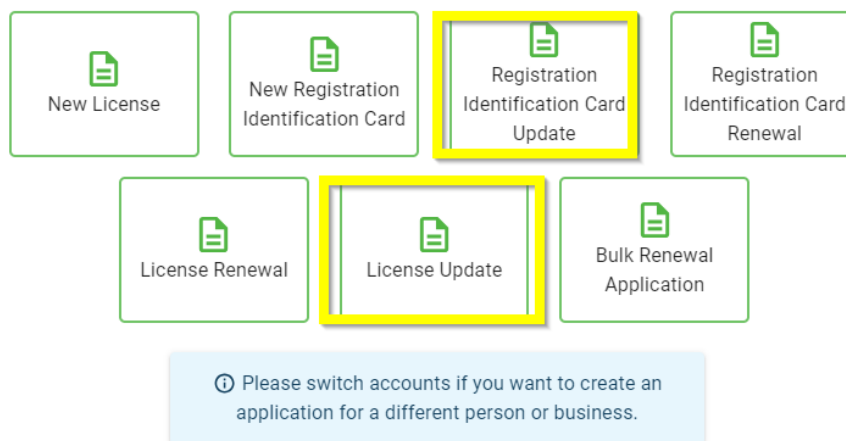 New License
New Registration
Identification Card
Registration
Identification Card
Update
Registration
Identification Card
Renewal
License Renewal
License Update
Bulk Renewal
Application
Please switch accounts if you want to create an
application for a different person or business.